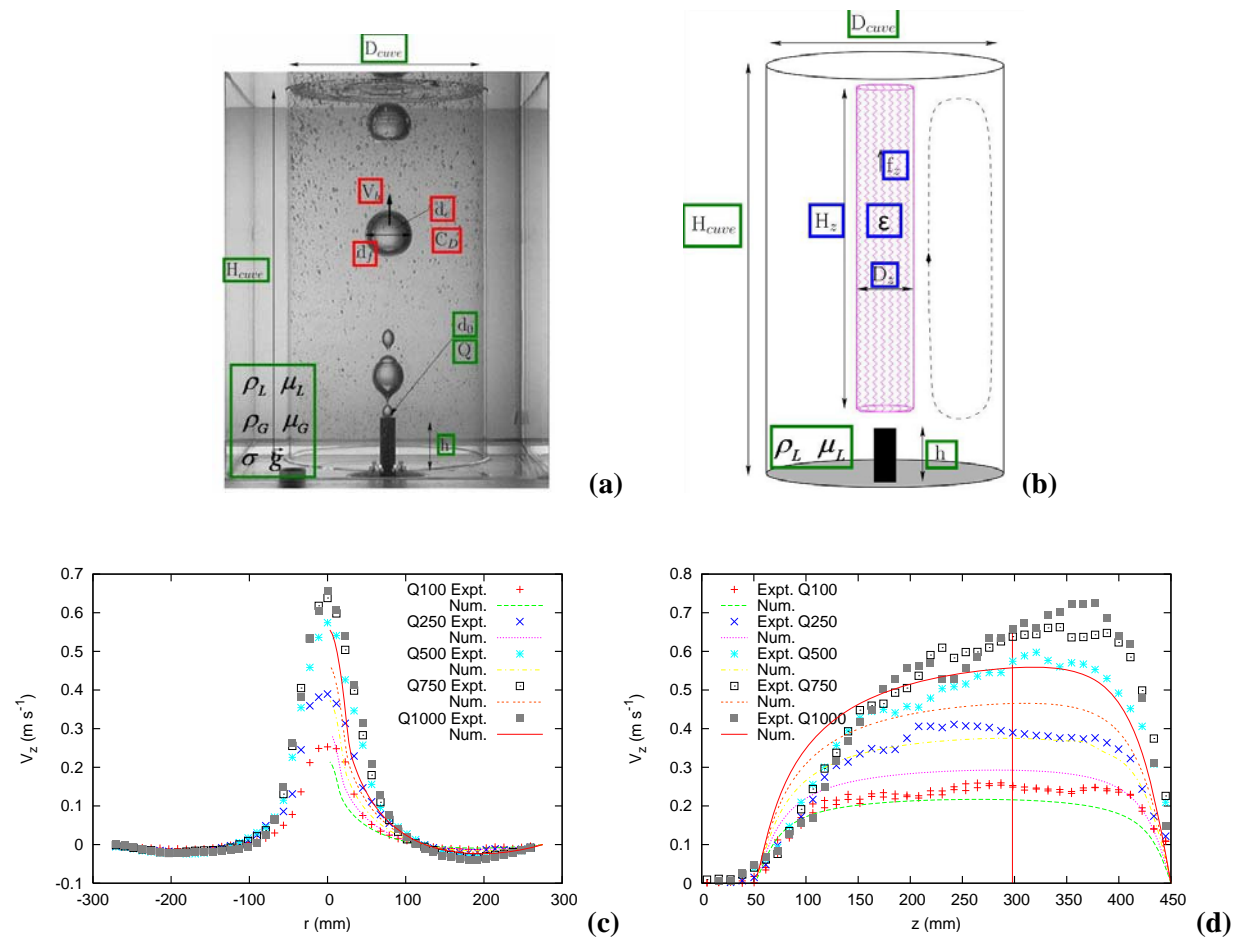 D_cuve
V_b
d_e
C_D
d_f
H_cuve
d_0
Q
h
ρ_L μ_L
ρ_G μ_G
σ g⃗
(a)
D_cuve
f_z
H_cuve
H_z
ε
D_z
ρ_L μ_L
h
(b)
0.7
0.6
0.5
0.4
0.3
0.2
0.1
0
-0.1
V_z (m s^-1)
Q100 Expt.
Num.
Q250 Expt.
Num.
Q500 Expt.
Num.
Q750 Expt.
Num.
Q1000 Expt.
Num.
-300 -200 -100 0 100 200 300
r (mm)
(c)
0.8
0.7
0.6
0.5
0.4
0.3
0.2
0.1
0
V_z (m s^-1)
Expt. Q100
Num.
Expt. Q250
Num.
Expt. Q500
Num.
Expt. Q750
Num.
Expt. Q1000
Num.
0 50 100 150 200 250 300 350 400 450
z (mm)
(d)